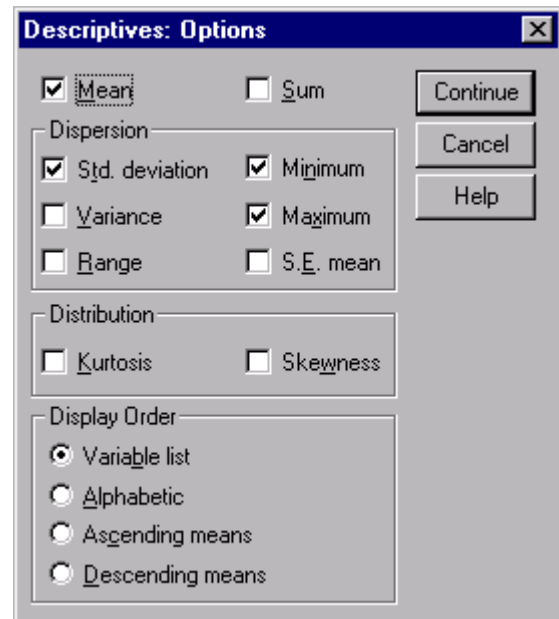 Descriptives: Options
Mean Sum
Continue
Dispersion
Cancel
Std. deviation Minimum
Help
Variance Maximum
Range S.E. mean
Distribution
Kurtosis Skewness
Display Order
Variable list
Alphabetic
Ascending means
Descending means